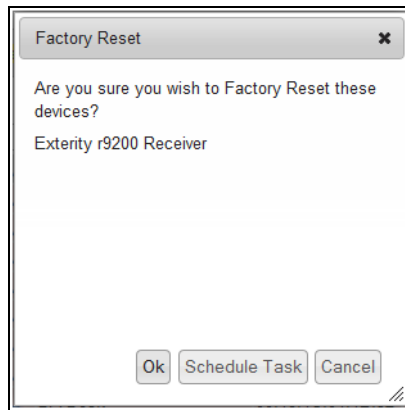 Factory Reset
Are you sure you wish to Factory Reset these
devices?
Exterity r9200 Receiver
Ok Schedule Task Cancel